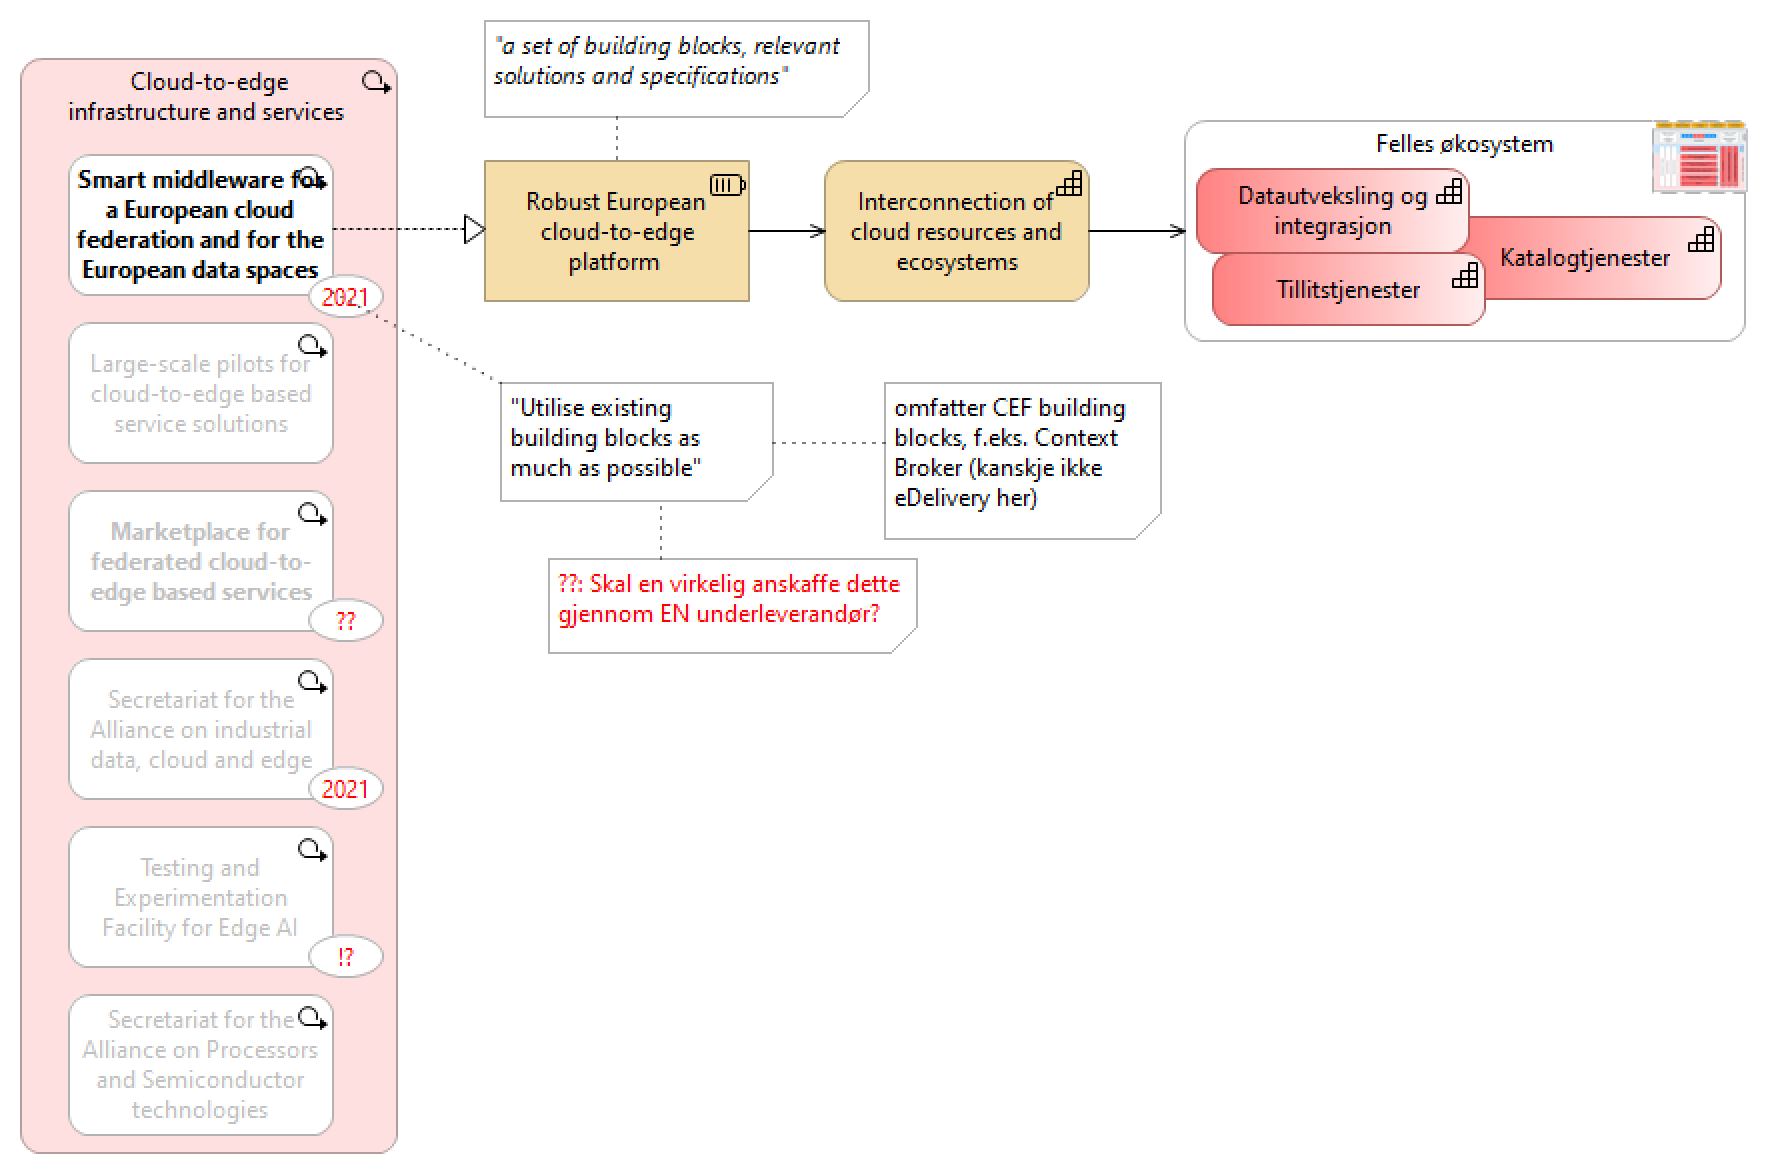 Cloud-to-edge
infrastructure and services
Smart middleware for
a European cloud
federation and for the
European data spaces
2021
Large-scale pilots for
cloud-to-edge based
service solutions
Marketplace for
federated cloud-to-
edge based services
??
Secretariat for the
Alliance on industrial
data, cloud and edge
2021
Testing and
Experimentation
Facility for Edge AI
!?
Secretariat for the
Alliance on Processors
and Semiconductor
technologies
"a set of building blocks, relevant
solutions and specifications"
Robust European
cloud-to-edge
platform
Interconnection of
cloud resources and
ecosystems
Felles økosystem
Datautveksling og
integrasjon
Katalogtjenester
Tillitstjenester
"Utilise existing
building blocks as
much as possible"
omfatter CEF building
blocks, f.eks. Context
Broker (kanskje ikke
eDelivery her)
??: Skal en virkelig anskaffe dette
gjennom EN underleverandør?